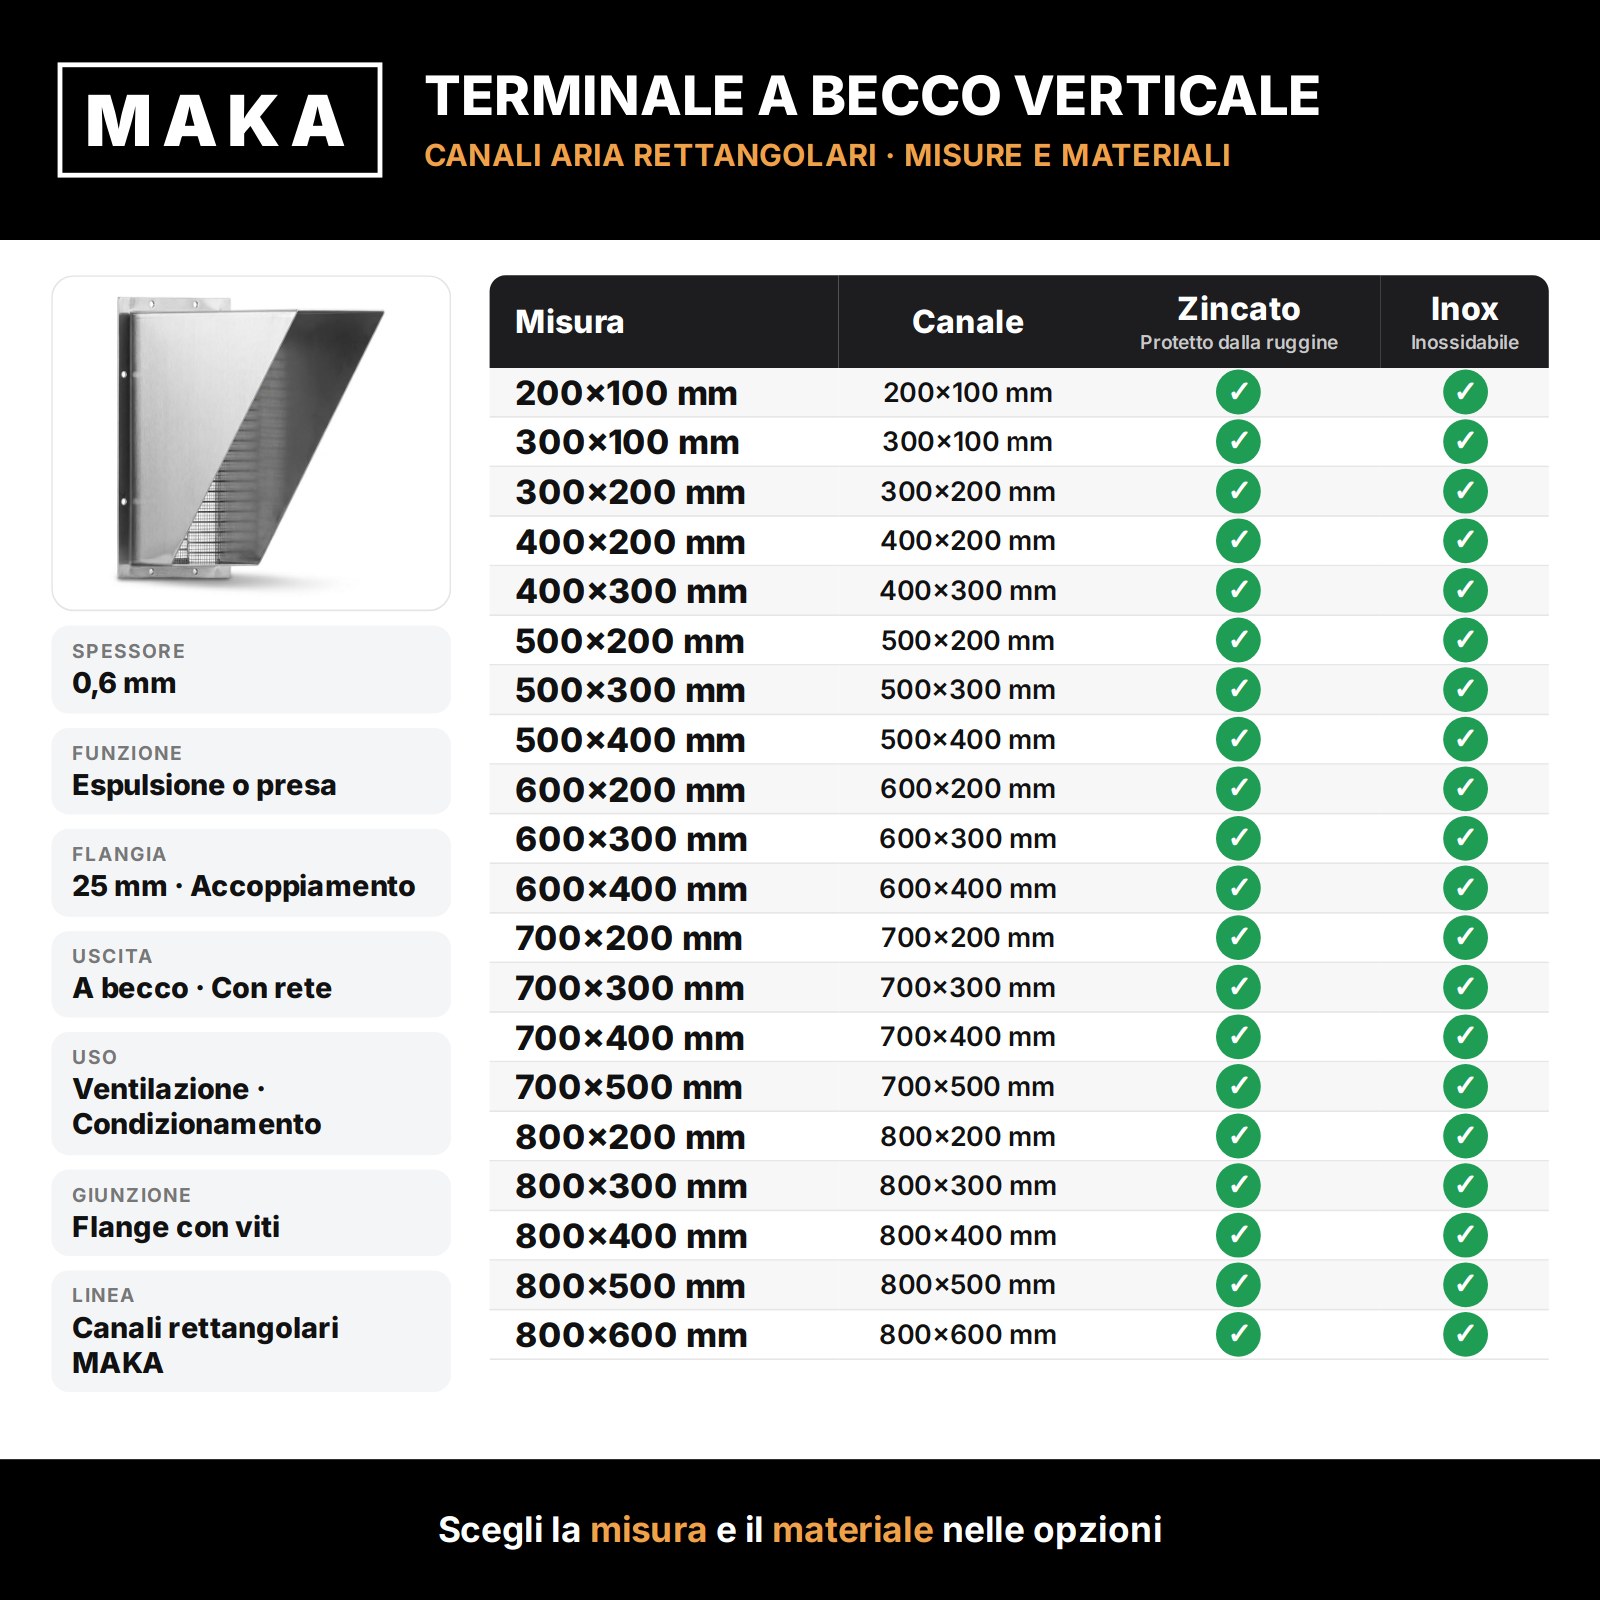 MAKA
TERMINALE A BECCO VERTICALE
CANALI ARIA RETTANGOLARI · MISURE E MATERIALI
SPESSORE
0,6 mm
FUNZIONE
Espulsione o presa
FLANGIA
25 mm · Accoppiamento
USCITA
A becco · Con rete
USO
Ventilazione ·
Condizionamento
GIUNZIONE
Flange con viti
LINEA
Canali rettangolari
MAKA
Misura Canale Zincato Inox
Protetto dalla ruggine Inossidabile
200×100 mm 200×100 mm ✓ ✓
300×100 mm 300×100 mm ✓ ✓
300×200 mm 300×200 mm ✓ ✓
400×200 mm 400×200 mm ✓ ✓
400×300 mm 400×300 mm ✓ ✓
500×200 mm 500×200 mm ✓ ✓
500×300 mm 500×300 mm ✓ ✓
500×400 mm 500×400 mm ✓ ✓
600×200 mm 600×200 mm ✓ ✓
600×300 mm 600×300 mm ✓ ✓
600×400 mm 600×400 mm ✓ ✓
700×200 mm 700×200 mm ✓ ✓
700×300 mm 700×300 mm ✓ ✓
700×400 mm 700×400 mm ✓ ✓
700×500 mm 700×500 mm ✓ ✓
800×200 mm 800×200 mm ✓ ✓
800×300 mm 800×300 mm ✓ ✓
800×400 mm 800×400 mm ✓ ✓
800×500 mm 800×500 mm ✓ ✓
800×600 mm 800×600 mm ✓ ✓
Scegli la misura e il materiale nelle opzioni